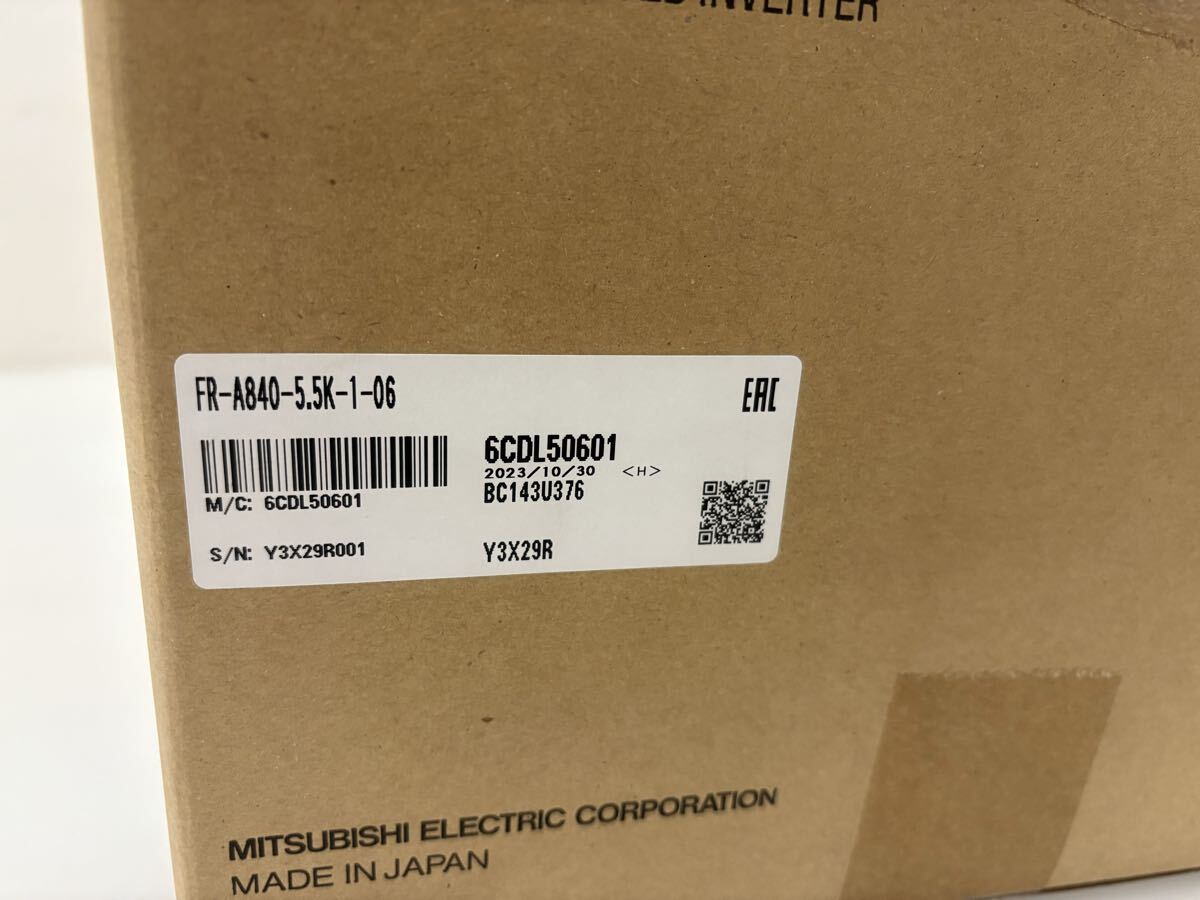 INVERTER
FR-A840-5.5K-1-06
EAC
6CDL50601
2023/10/30 <H>
M/C: 6CDL50601
BC143U376
S/N: Y3X29R001
Y3X29R
MITSUBISHI ELECTRIC CORPORATION
MADE IN JAPAN